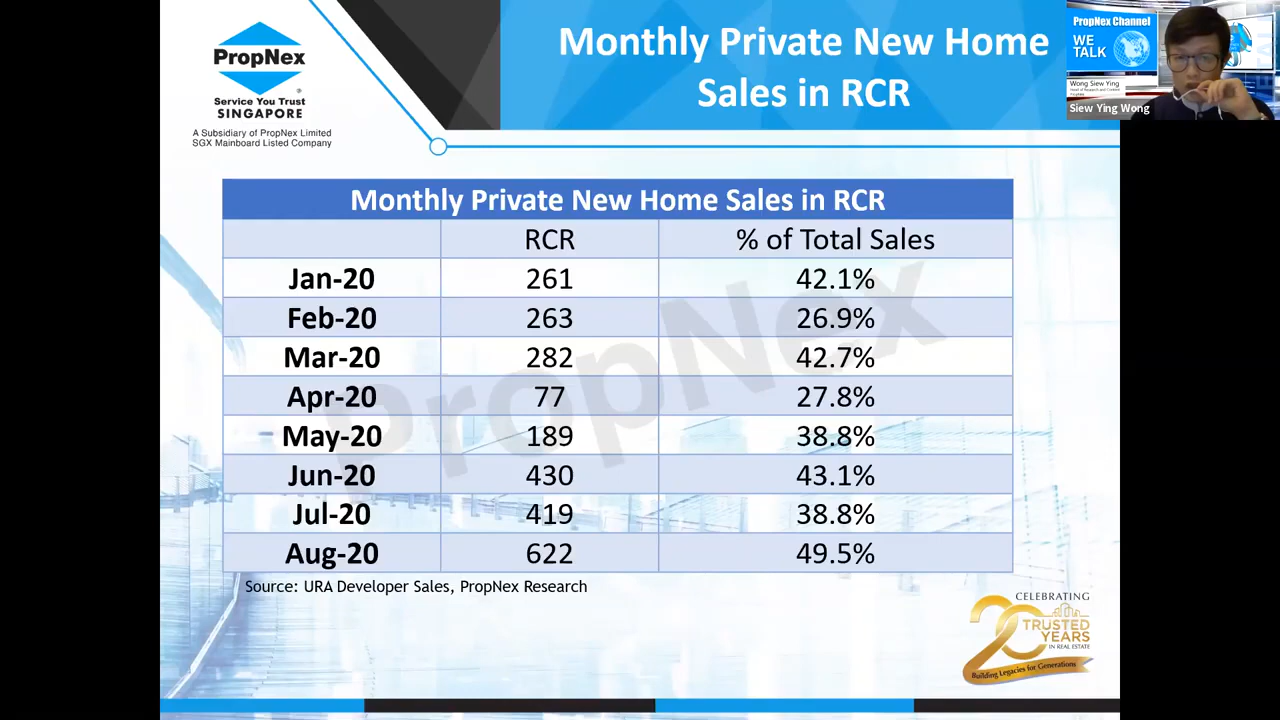 PropNex
Service You Trust
SINGAPORE
A Subsidiary of PropNex Limited
SGX Mainboard Listed Company
Monthly Private New Home
Sales in RCR
PropNex Channel
WE
TALK
Wong Siew Ying
Siew Ying Wong
Monthly Private New Home Sales in RCR
RCR % of Total Sales
Jan-20 261 42.1%
Feb-20 263 26.9%
Mar-20 282 42.7%
Apr-20 77 27.8%
May-20 189 38.8%
Jun-20 430 43.1%
Jul-20 419 38.8%
Aug-20 622 49.5%
PropNex
Source: URA Developer Sales, PropNex Research
CELEBRATING
20 TRUSTED
YEARS
IN REAL ESTATE
Building Legacies for Generations